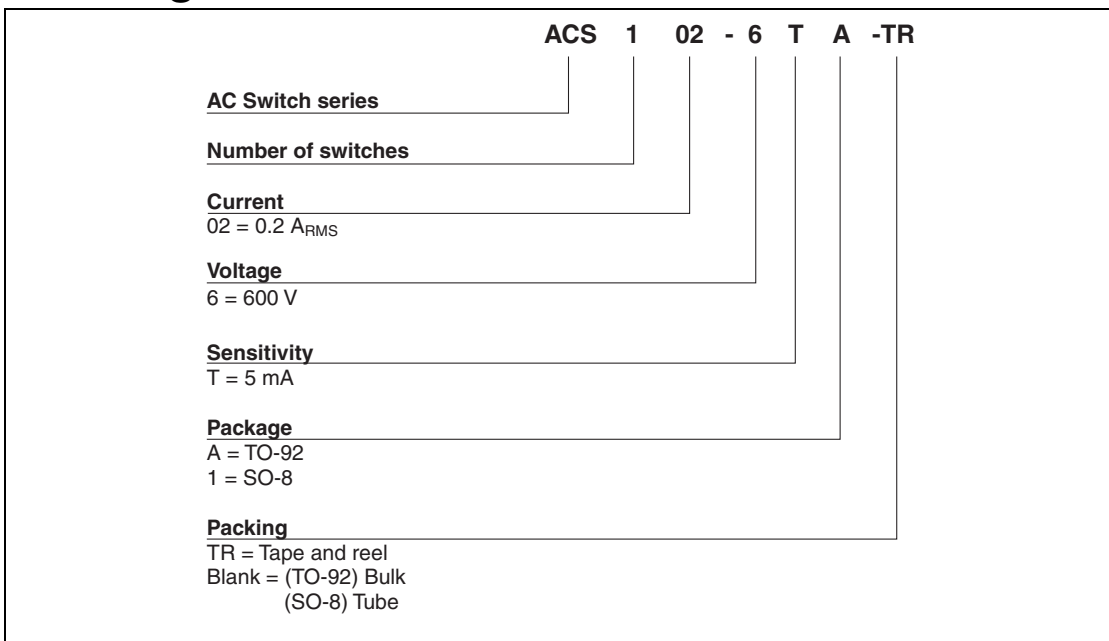 ACS 1 02 - 6 T A -TR
AC Switch series
Number of switches
Current
02 = 0.2 ARMS
Voltage
6 = 600 V
Sensitivity
T = 5 mA
Package
A = TO-92
1 = SO-8
Packing
TR = Tape and reel
Blank = (TO-92) Bulk
(SO-8) Tube